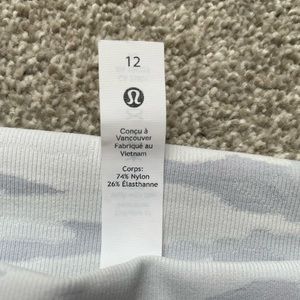 12
Conçu à
Vancouver
Fabriqué au
Vietnam
Corps:
74% Nylon
26% Élasthanne